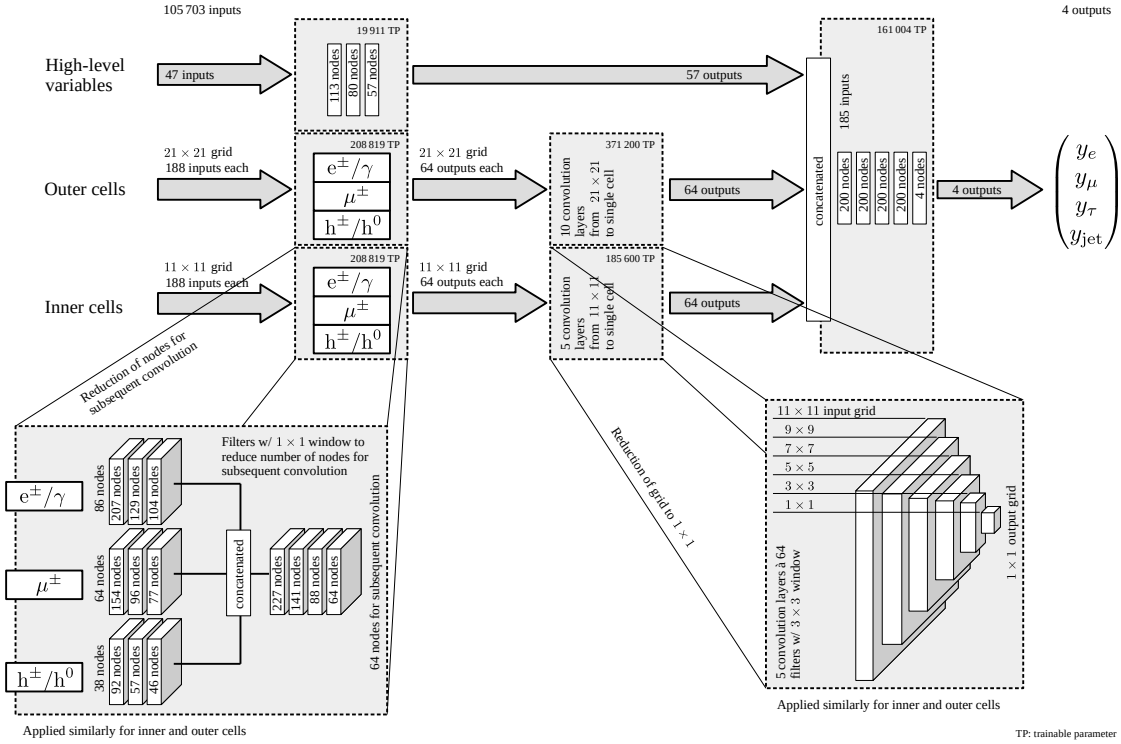 105 703 inputs
4 outputs
High-level
variables
47 inputs
19 911 TP
113 nodes
80 nodes
57 nodes
57 outputs
161 004 TP
185 inputs
concatenated
200 nodes
200 nodes
200 nodes
200 nodes
4 nodes
4 outputs
y_e
y_μ
y_τ
y_jet
Outer cells
21 × 21 grid
188 inputs each
208 819 TP
e±/γ
μ±
h±/h⁰
21 × 21 grid
64 outputs each
371 200 TP
10 convolution
layers
from 21 × 21
to single cell
64 outputs
Inner cells
11 × 11 grid
188 inputs each
208 819 TP
e±/γ
μ±
h±/h⁰
11 × 11 grid
64 outputs each
185 600 TP
5 convolution
layers
from 11 × 11
to single cell
64 outputs
Reduction of nodes for
subsequent convolution
Filters w/ 1 × 1 window to
reduce number of nodes for
subsequent convolution
e±/γ
86 nodes
207 nodes
129 nodes
104 nodes
μ±
64 nodes
154 nodes
96 nodes
77 nodes
h±/h⁰
38 nodes
92 nodes
57 nodes
46 nodes
concatenated
227 nodes
141 nodes
88 nodes
64 nodes
64 nodes for subsequent convolution
Applied similarly for inner and outer cells
Reduction of grid to 1 × 1
11 × 11 input grid
9 × 9
7 × 7
5 × 5
3 × 3
1 × 1
5 convolution layers à 64
filters w/ 3 × 3 window
1 × 1 output grid
Applied similarly for inner and outer cells
TP: trainable parameter